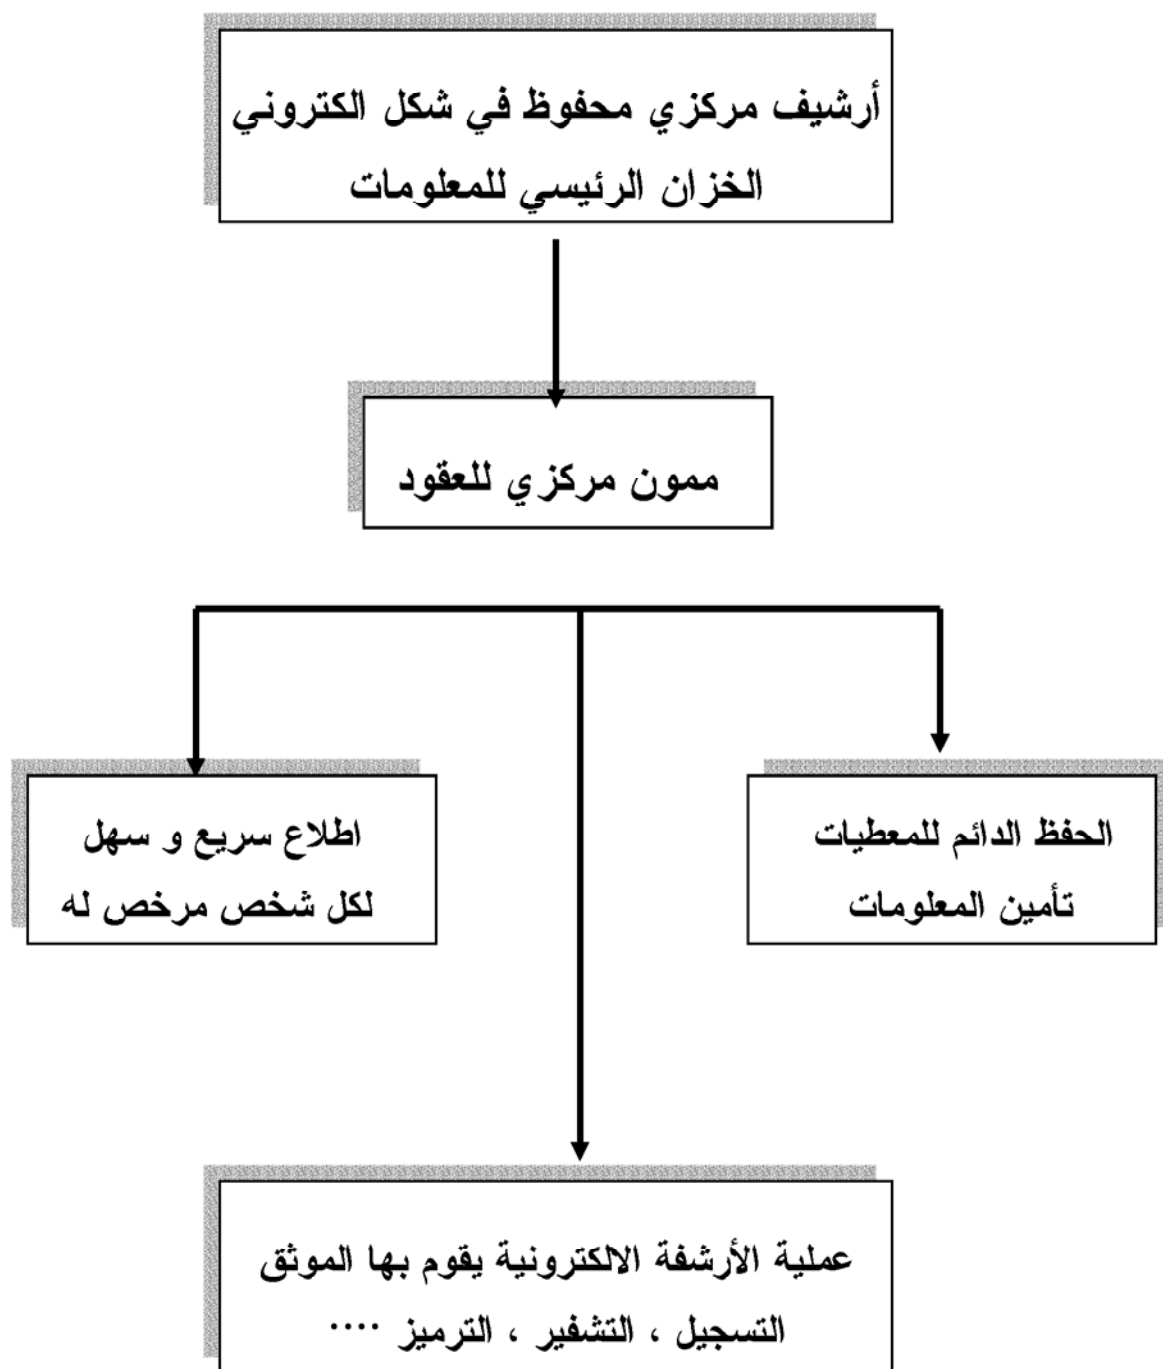 أرشيف مركزي محفوظ في شكل الكتروني
الخزان الرئيسي للمعلومات
ممون مركزي للعقود
الحفظ الدائم للمعطيات
تأمين المعلومات
اطلاع سريع و سهل
لكل شخص مرخص له
عملية الأرشفة الالكترونية يقوم بها الموثق
التسجيل ، التشفير ، الترميز ....